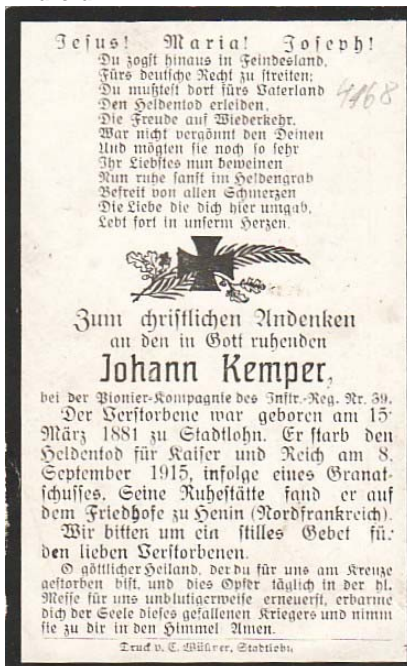 Jesus! Maria! Joseph!
Du zogst hinaus in Feindesland,
Fürs deutsche Recht zu streiten;
Du mußtest dort fürs Vaterland
Den Heldentod erleiden.
Die Freude auf Wiederkehr.
War nicht vergönnt den Deinen
Und mögten sie noch so sehr
Ihr Liebstes nun beweinen
Nun ruhe sanft im Heldengrab
Befreit von allen Schmerzen
Die Liebe die dich hier umgab,
Lebt fort in unserm Herzen.
4168
Zum christlichen Andenken
an den in Gott ruhenden
Johann Kemper,
bei der Pionier-Kompagnie des Inftr.-Reg. Nr. 39.
Der Verstorbene war geboren am 15
März 1881 zu Stadtlohn. Er starb den
Heldentod für Kaiser und Reich am 8.
September 1915, infolge eines Granat-
schusses. Seine Ruhestätte fand er auf
dem Friedhofe zu Henin (Nordfrankreich).
Wir bitten um ein stilles Gebet für
den lieben Verstorbenen.
O göttlicher Heiland, der du für uns am Kreuze
gestorben bist, und dies Opfer täglich in der hl.
Messe für uns unblutigerweise erneuerst, erbarme
dich der Seele dieses gefallenen Kriegers und nimm
sie zu dir in den Himmel Amen.
Druck v. C. Stadtlohn